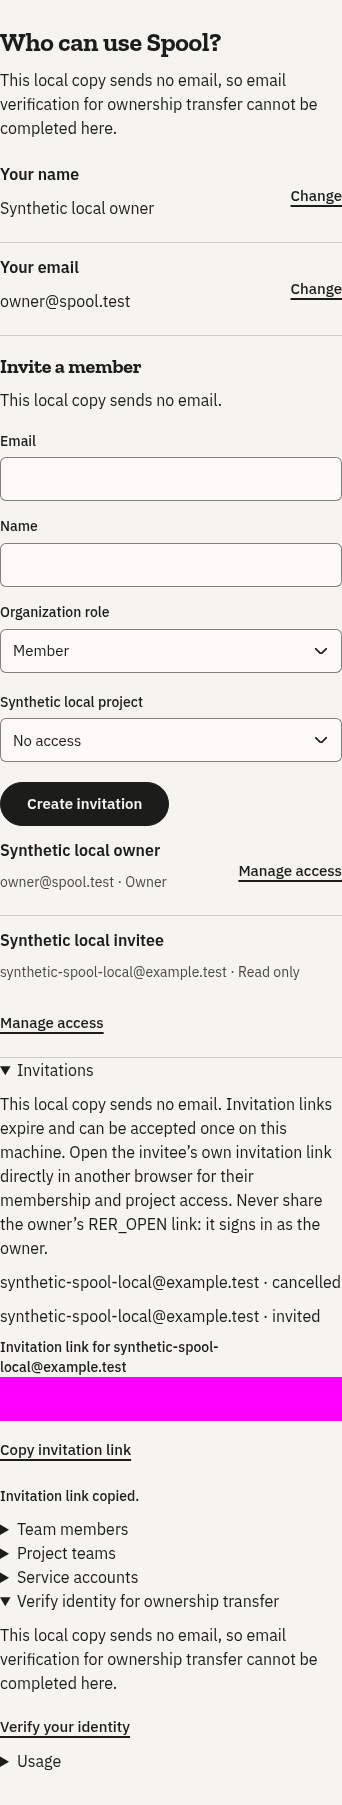 Who can use Spool?
This local copy sends no email, so email
verification for ownership transfer cannot be
completed here.
Your name
Synthetic local owner
Change
Your email
owner@spool.test
Change
Invite a member
This local copy sends no email.
Email
Name
Organization role
Member
Synthetic local project
No access
Create invitation
Synthetic local owner
owner@spool.test · Owner
Manage access
Synthetic local invitee
synthetic-spool-local@example.test · Read only
Manage access
Invitations
This local copy sends no email. Invitation links
expire and can be accepted once on this
machine. Open the invitee’s own invitation link
directly in another browser for their
membership and project access. Never share
the owner’s RER_OPEN link: it signs in as the
owner.
synthetic-spool-local@example.test · cancelled
synthetic-spool-local@example.test · invited
Invitation link for synthetic-spool-
local@example.test
Copy invitation link
Invitation link copied.
Team members
Project teams
Service accounts
Verify identity for ownership transfer
This local copy sends no email, so email
verification for ownership transfer cannot be
completed here.
Verify your identity
Usage